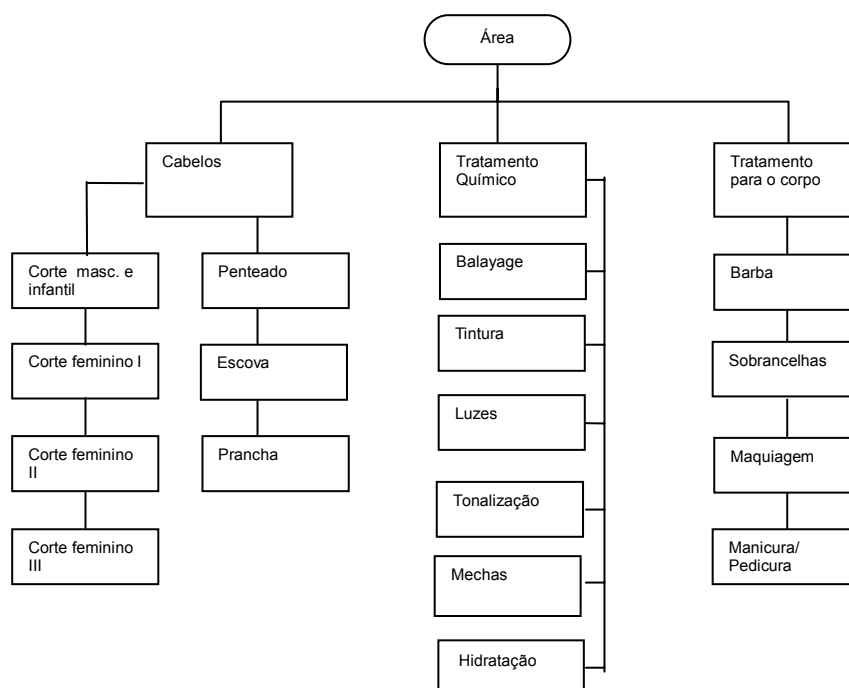 Área
Cabelos
Tratamento
Químico
Tratamento
para o corpo
Corte masc. e
infantil
Penteado
Balayage
Barba
Tintura
Corte feminino I
Escova
Sobrancelhas
Luzes
Corte feminino
II
Prancha
Maquiagem
Tonalização
Corte feminino
III
Manicura/
Pedicura
Mechas
Hidratação